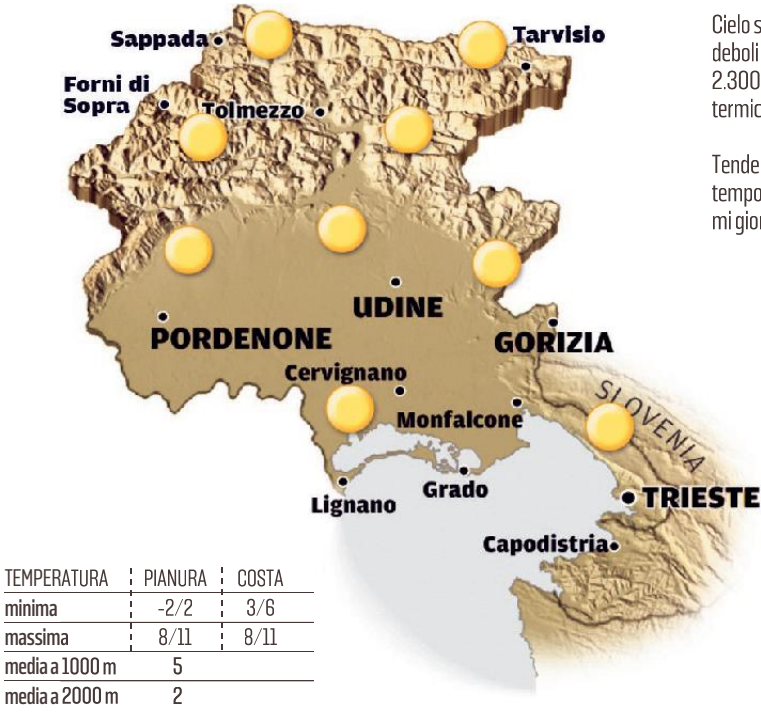 Sappada
Tarvisio
Forni di
Sopra
Tolmezzo
UDINE
PORDENONE
GORIZIA
Cervignano
SLOVENIA
Monfalcone
Grado
Lignano
TRIESTE
Capodistria
TEMPERATURA PIANURA COSTA
minima -2/2 3/6
massima 8/11 8/11
media a 1000 m 5
media a 2000 m 2
Cielo s
deboli
2.300
termic
Tende
tempo
mi gior